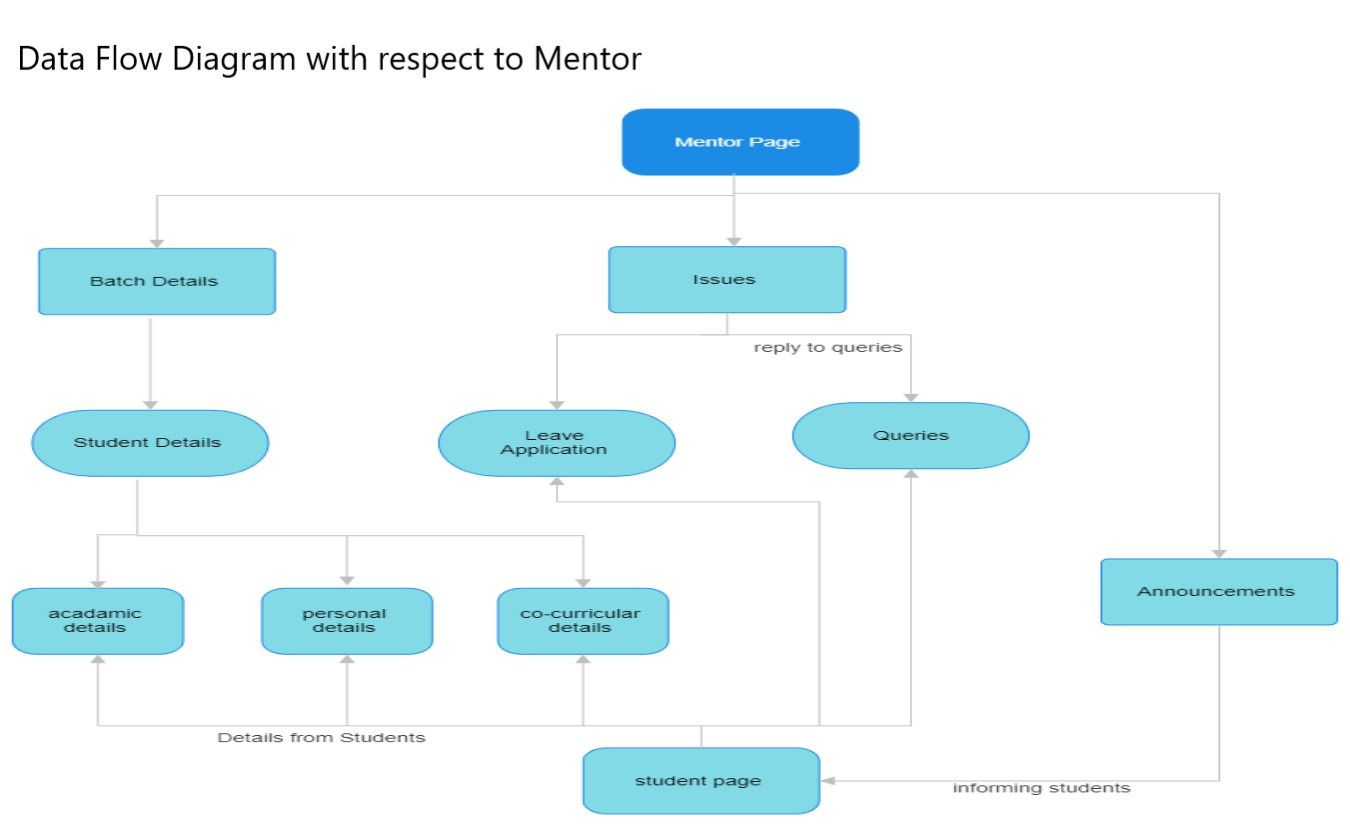 Data Flow Diagram with respect to Mentor
Mentor Page
Batch Details
Issues
reply to queries
Student Details
Leave
Application
Queries
acadamic
details
personal
details
co-curricular
details
Announcements
Details from Students
student page
informing students